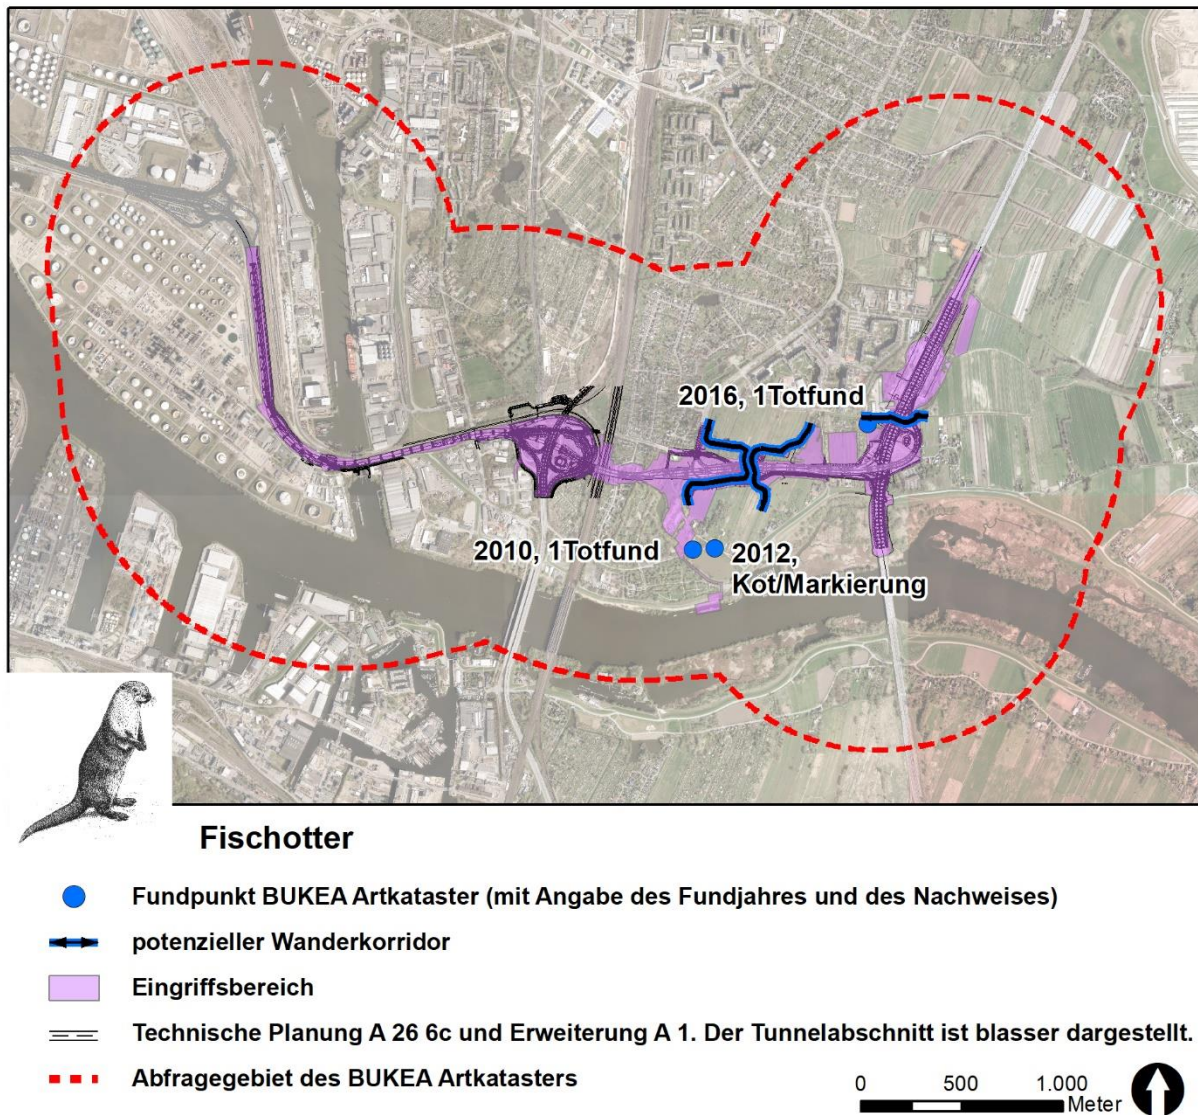 2016, 1Totfund
2010, 1Totfund
2012,
Kot/Markierung
Fischotter
Fundpunkt BUKEA Artkataster (mit Angabe des Fundjahres und des Nachweises)
potenzieller Wanderkorridor
Eingriffsbereich
Technische Planung A 26 6c und Erweiterung A 1. Der Tunnelabschnitt ist blasser dargestellt.
Abfragegebiet des BUKEA Artkatasters
0 500 1.000
Meter